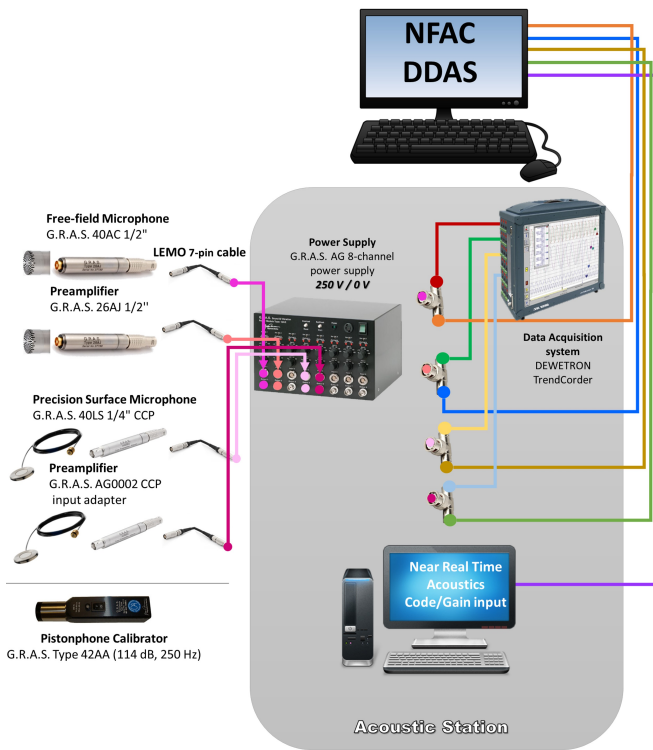 NFAC
DDAS
Free-field Microphone
G.R.A.S. 40AC 1/2"
LEMO 7-pin cable
Preamplifier
G.R.A.S. 26AJ 1/2''
Precision Surface Microphone
G.R.A.S. 40LS 1/4" CCP
Preamplifier
G.R.A.S. AG0002 CCP
input adapter
Pistonphone Calibrator
G.R.A.S. Type 42AA (114 dB, 250 Hz)
Power Supply
G.R.A.S. AG 8-channel
power supply
250 V / 0 V
Data Acquisition
system
DEWETRON
TrendCorder
Near Real Time
Acoustics
Code/Gain input
Acoustic Station